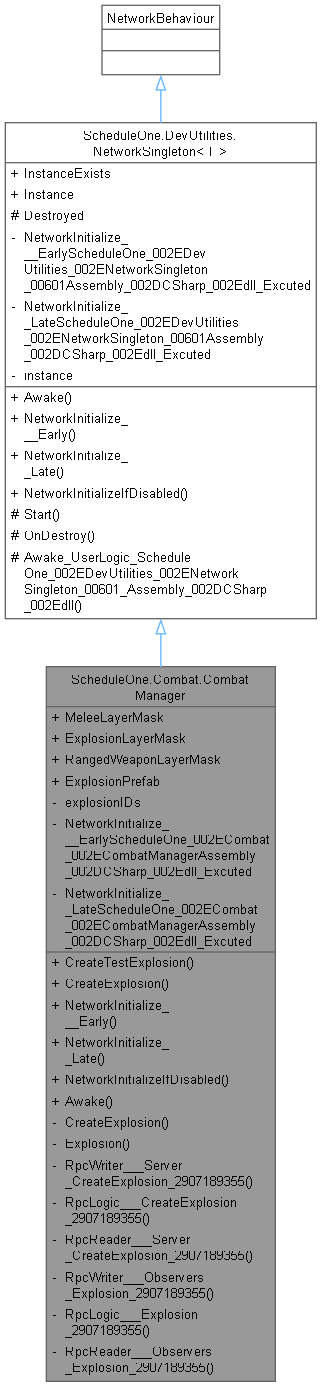 NetworkBehaviour
ScheduleOne.DevUtilities.
NetworkSingleton< T >
+ InstanceExists
+ Instance
# Destroyed
- NetworkInitialize_
__EarlyScheduleOne_002EDev
Utilities_002ENetworkSingleton
_00601Assembly_002DCSharp_002Edll_Excuted
- NetworkInitialize_
_LateScheduleOne_002EDevUtilities
_002ENetworkSingleton_00601Assembly
_002DCSharp_002Edll_Excuted
- instance
+ Awake()
+ NetworkInitialize_
__Early()
+ NetworkInitialize_
_Late()
+ NetworkInitializeIfDisabled()
# Start()
# OnDestroy()
# Awake_UserLogic_Schedule
One_002EDevUtilities_002ENetwork
Singleton_00601_Assembly_002DCSharp
_002Edll()
ScheduleOne.Combat.Combat
Manager
+ MeleeLayerMask
+ ExplosionLayerMask
+ RangedWeaponLayerMask
+ ExplosionPrefab
- explosionIDs
- NetworkInitialize_
__EarlyScheduleOne_002ECombat
_002ECombatManagerAssembly
_002DCSharp_002Edll_Excuted
- NetworkInitialize_
_LateScheduleOne_002ECombat
_002ECombatManagerAssembly
_002DCSharp_002Edll_Excuted
+ CreateTestExplosion()
+ CreateExplosion()
+ NetworkInitialize_
__Early()
+ NetworkInitialize_
_Late()
+ NetworkInitializeIfDisabled()
+ Awake()
- CreateExplosion()
- Explosion()
- RpcWriter___Server
_CreateExplosion_2907189355()
- RpcLogic___CreateExplosion
_2907189355()
- RpcReader___Server
_CreateExplosion_2907189355()
- RpcWriter___Observers
_Explosion_2907189355()
- RpcLogic___Explosion
_2907189355()
- RpcReader___Observers
_Explosion_2907189355()